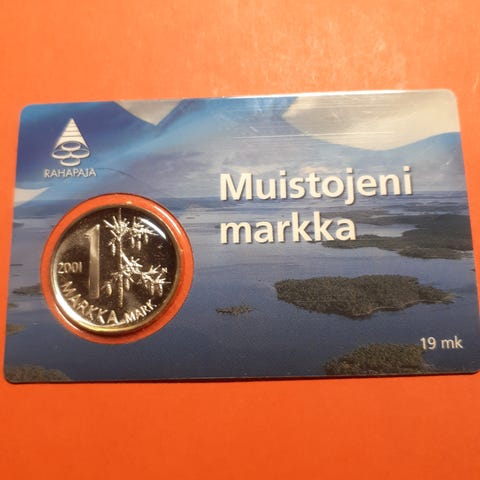 RAHAPAJA
Muistojeni
markka
1
2001
N
MARKKA MARK
19 mk